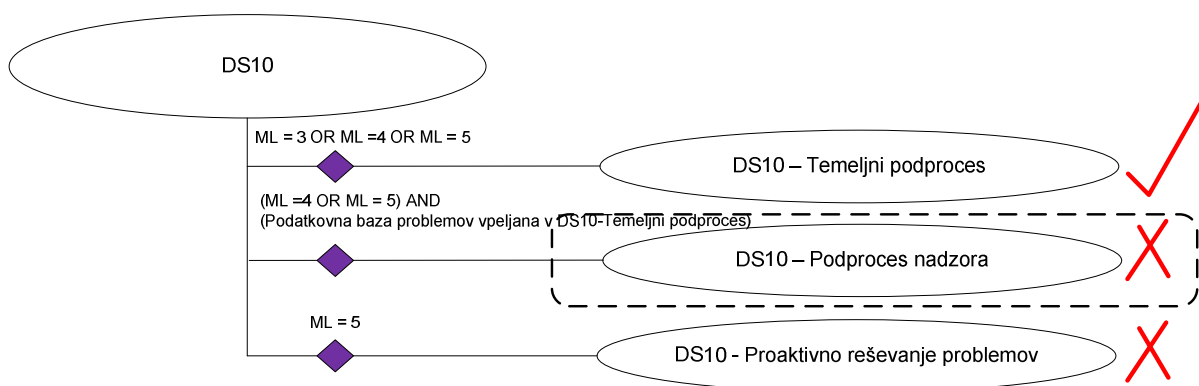 DS10
ML = 3 OR ML =4 OR ML = 5
DS10 – Temeljni podproces
(ML =4 OR ML = 5) AND
(Podatkovna baza problemov vpeljana v DS10-Temeljni podproces)
DS10 – Podproces nadzora
ML = 5
DS10 - Proaktivno reševanje problemov